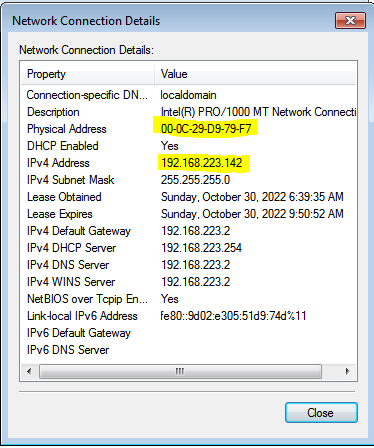 Network Connection Details
Network Connection Details:
Property Value
Connection-specific DN... localdomain
Description Intel(R) PRO/1000 MT Network Connecti
Physical Address 00-0C-29-D9-79-F7
DHCP Enabled Yes
IPv4 Address 192.168.223.142
IPv4 Subnet Mask 255.255.255.0
Lease Obtained Sunday, October 30, 2022 6:39:35 AM
Lease Expires Sunday, October 30, 2022 9:50:52 AM
IPv4 Default Gateway 192.168.223.2
IPv4 DHCP Server 192.168.223.254
IPv4 DNS Server 192.168.223.2
IPv4 WINS Server 192.168.223.2
NetBIOS over Tcpip En... Yes
Link-local IPv6 Address fe80::9d02:e305:51d9:74d%11
IPv6 Default Gateway
IPv6 DNS Server
Close